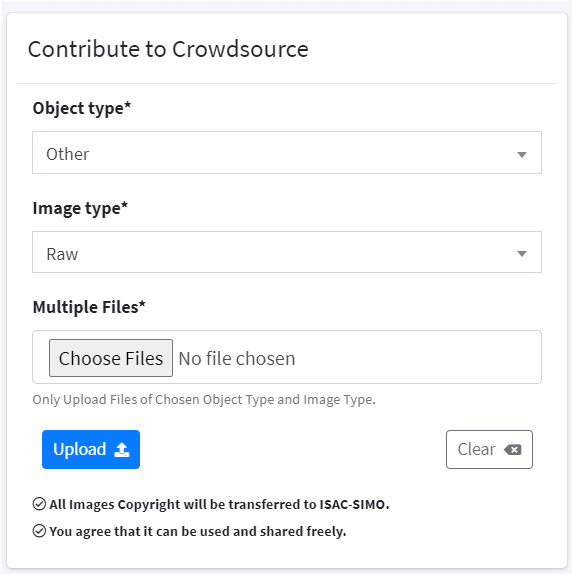 Contribute to Crowdsource
Object type*
Other
Image type*
Raw
Multiple Files*
Choose Files No file chosen
Only Upload Files of Chosen Object Type and Image Type.
Upload Clear
All Images Copyright will be transferred to ISAC-SIMO.
You agree that it can be used and shared freely.